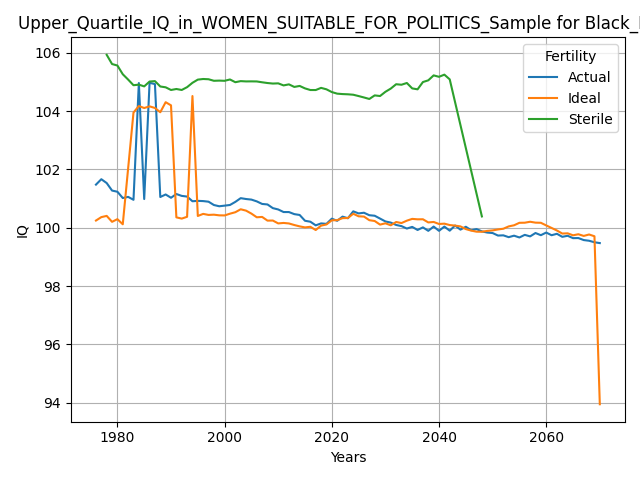 Upper_Quartile_IQ_in_WOMEN_SUITABLE_FOR_POLITICS_Sample for Black_
106
104
102
100
98
96
94
IQ
1980
2000
2020
2040
2060
Years
Fertility
Actual
Ideal
Sterile